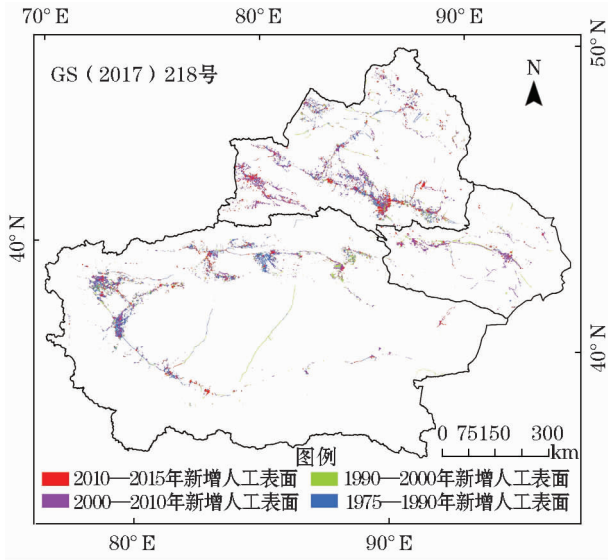 70° E 80° E 90° E
50° N
GS（2017）218号
N
40° N
40° N
0 75150 300
km
图例
2010—2015年新增人工表面 1990—2000年新增人工表面
2000—2010年新增人工表面 1975—1990年新增人工表面
80° E 90° E